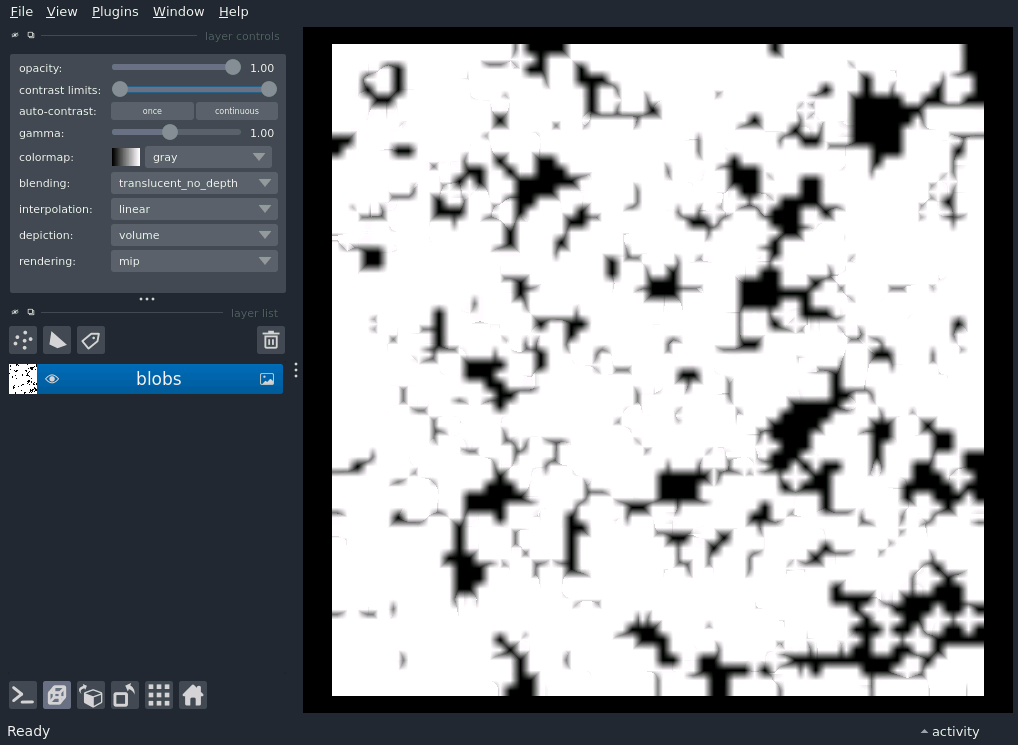 File View Plugins Window Help
layer controls
opacity: 1.00
contrast limits:
auto-contrast: once continuous
gamma: 1.00
colormap: gray
blending: translucent_no_depth
interpolation: linear
depiction: volume
rendering: mip
layer list
blobs
Ready
activity